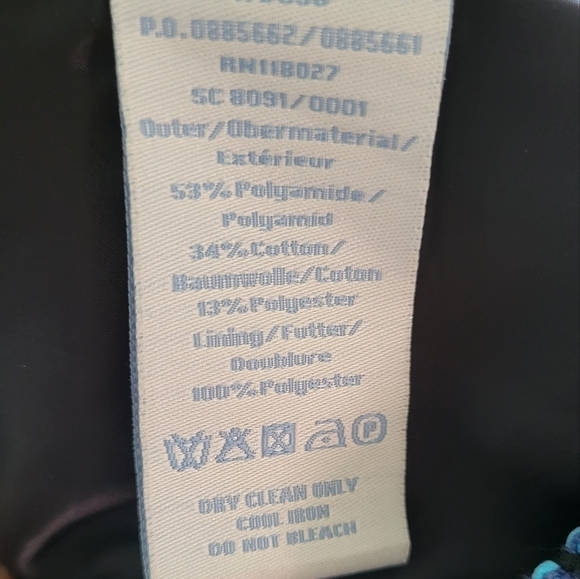 P.O.0885662/0885661
RN118027
SC 8091/0001
Outer/Obermaterial/
Extérieur
53% Polyamide/
Polyamid
34% Cotton/
Baumwolle/Coton
13% Polyester
Lining/Futter/
Doublure
100% Polyester
P
DRY CLEAN ONLY
COOL IRON
DO NOT BLEACH